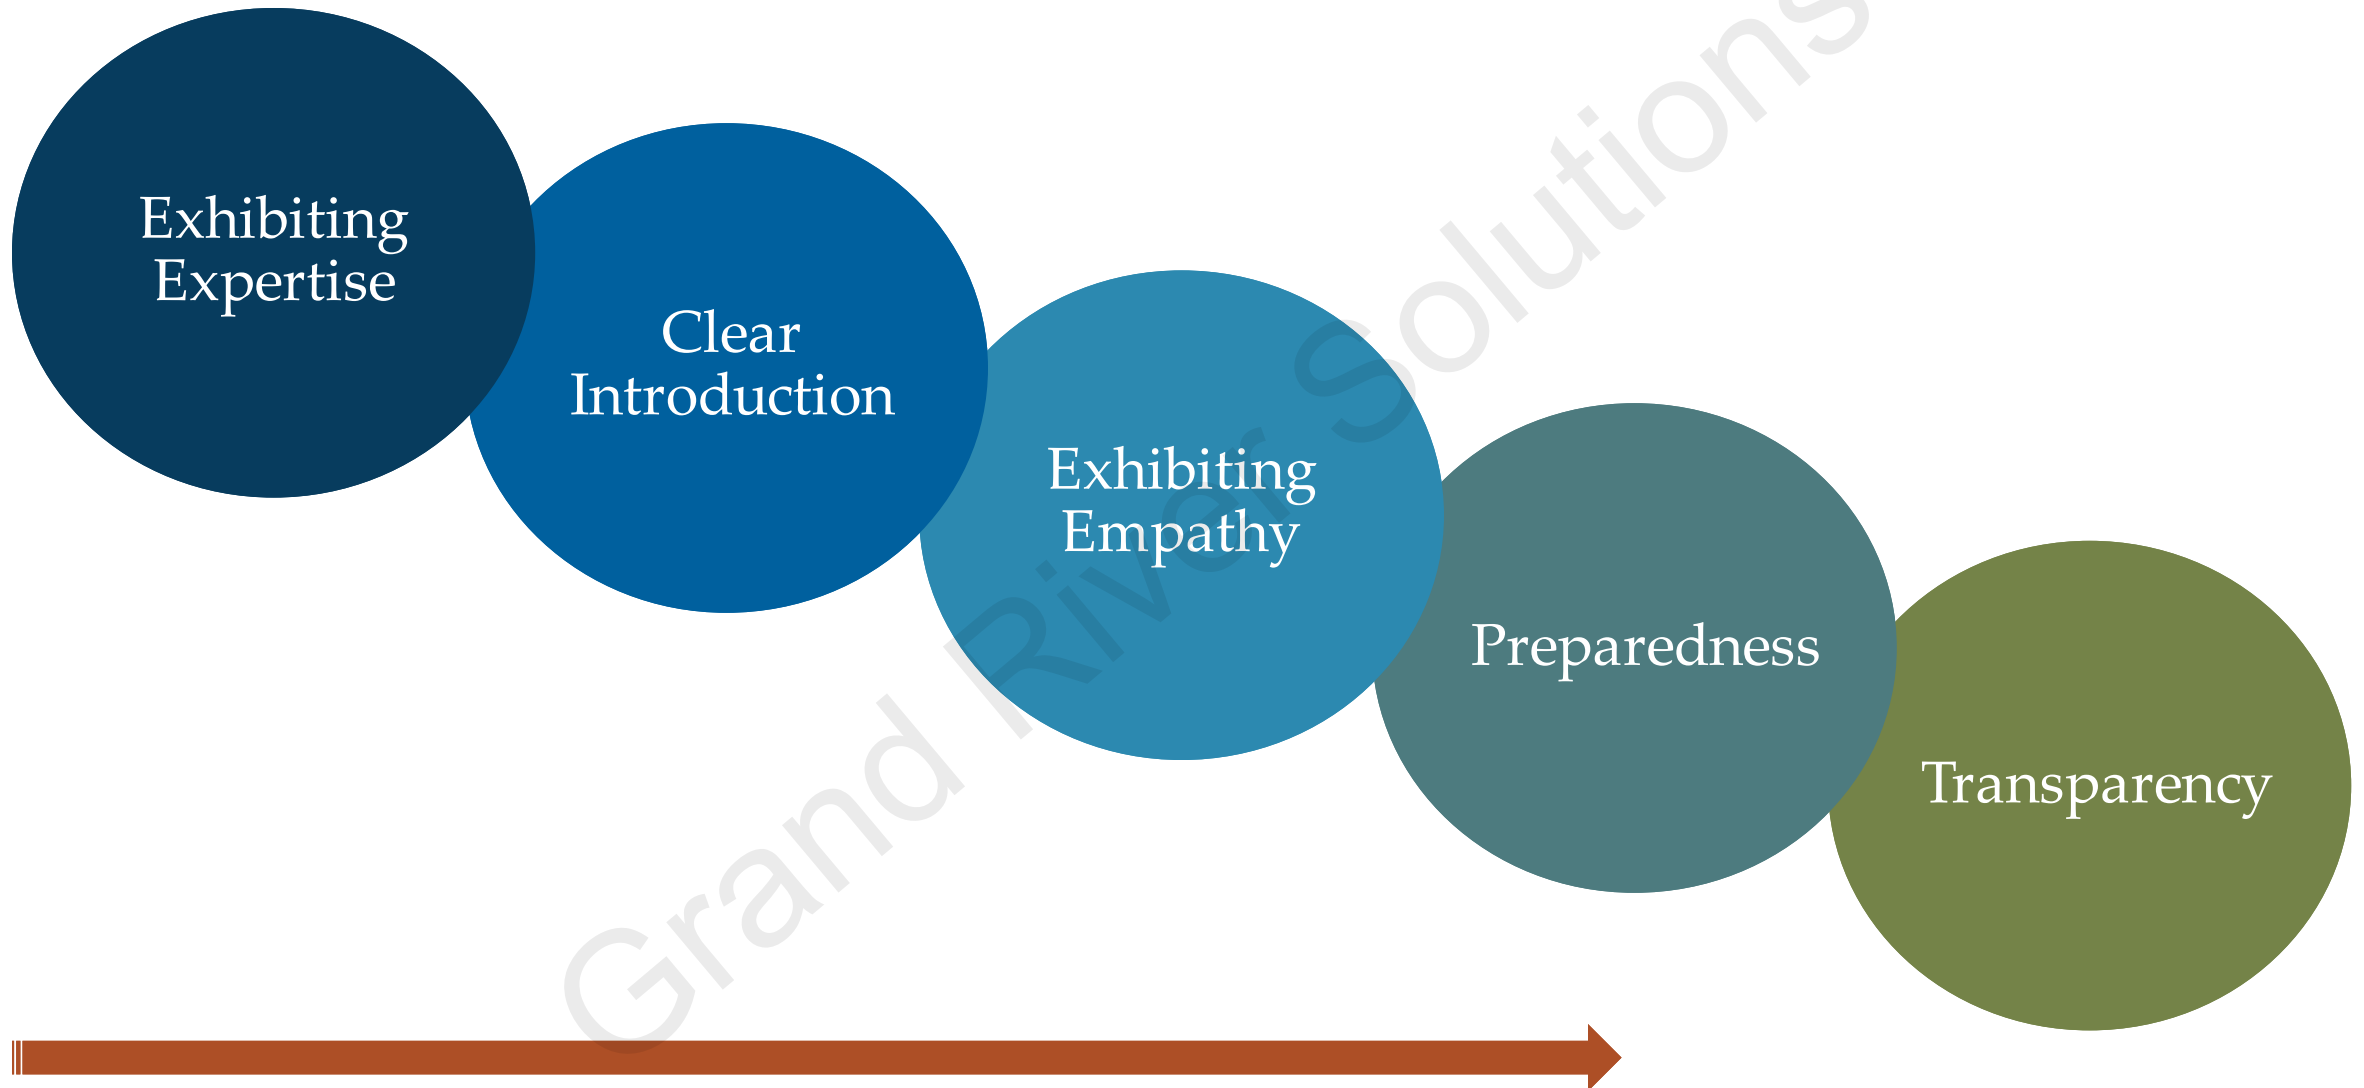 Exhibiting
Expertise
Clear
Introduction
Exhibiting
Empathy
Preparedness
Transparency
Grand River Solutions